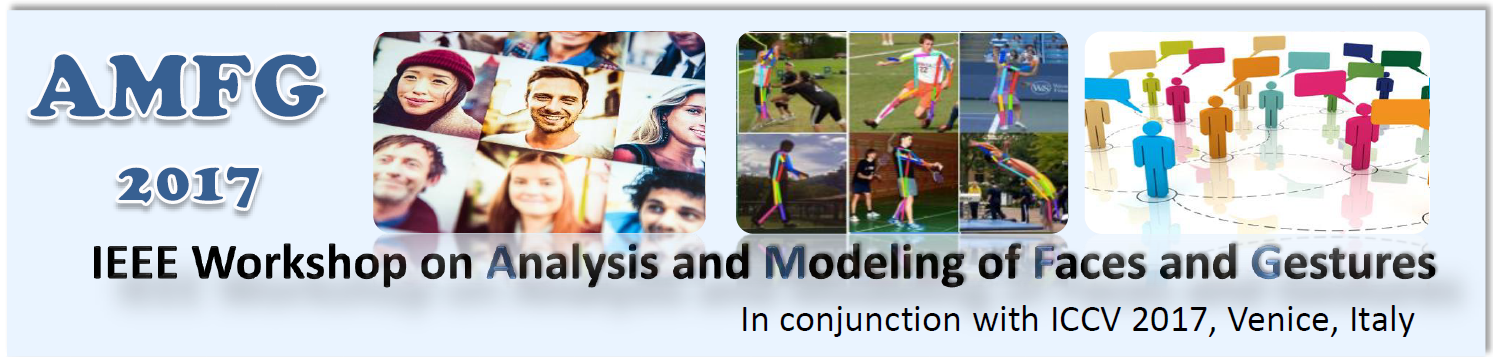 AMFG
2017
12
IEEE Workshop on Analysis and Modeling of Faces and Gestures
In conjunction with ICCV 2017, Venice, Italy